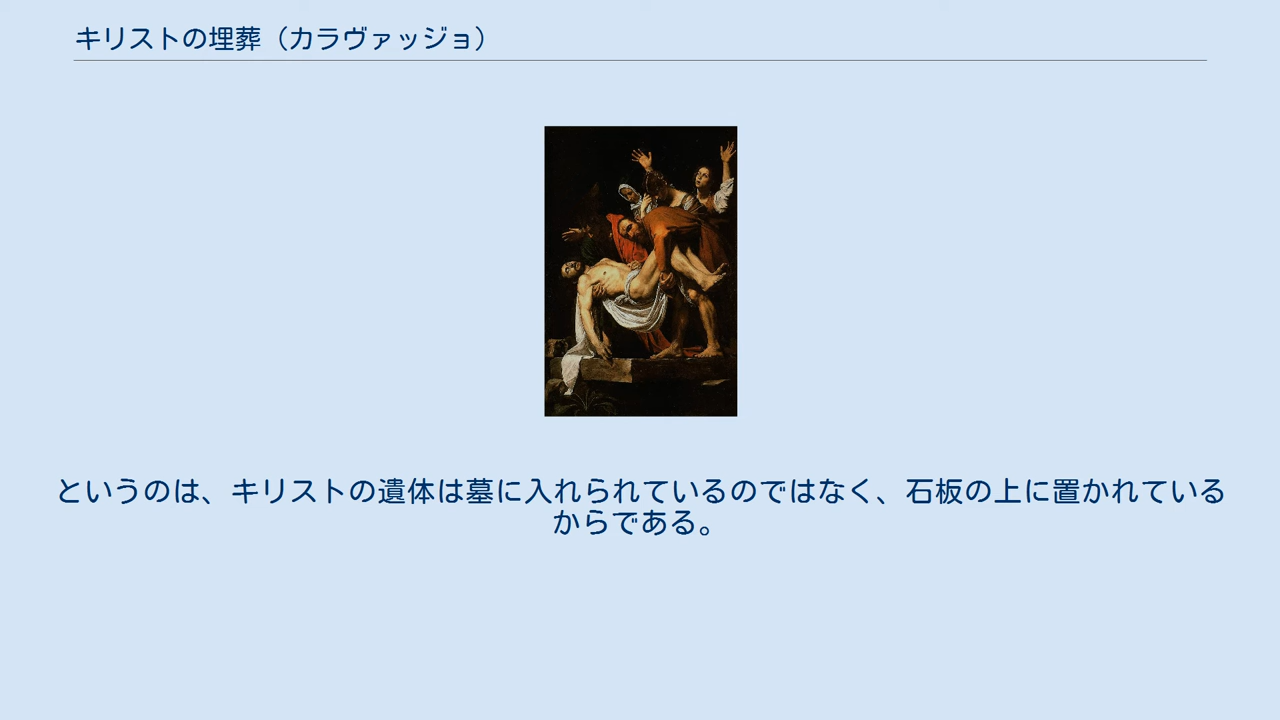 キリストの埋葬（カラヴァッジョ）
というのは、キリストの遺体は墓に入れられているのではなく、石板の上に置かれている
からである。